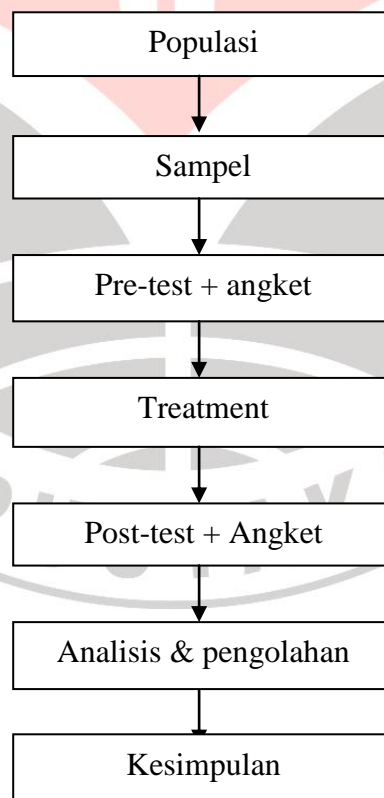 Populasi
Sampel
Pre-test + angket
Treatment
Post-test + Angket
Analisis & pengolahan
Kesimpulan